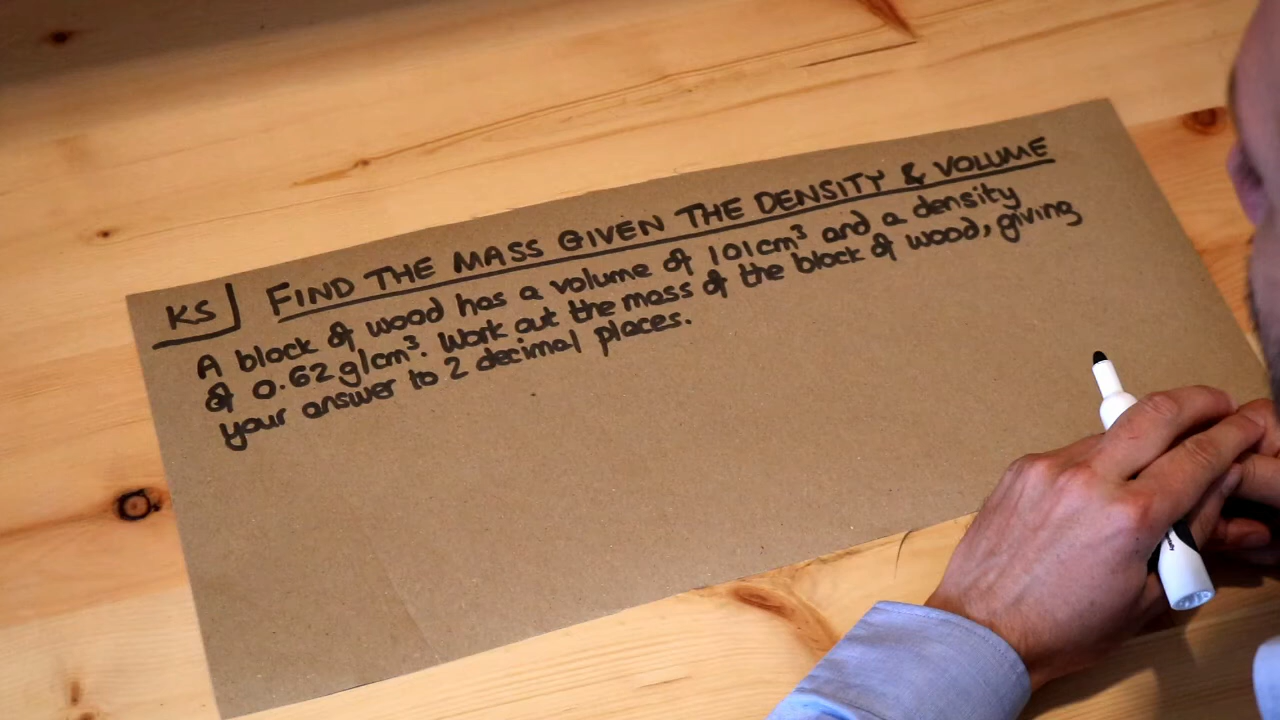 KS
FIND THE MASS GIVEN THE DENSITY & VOLUME
A block of wood has a volume of 101cm³ and a density
of 0.62g/cm³. Work out the mass of the block of wood, giving
your answer to 2 decimal places.